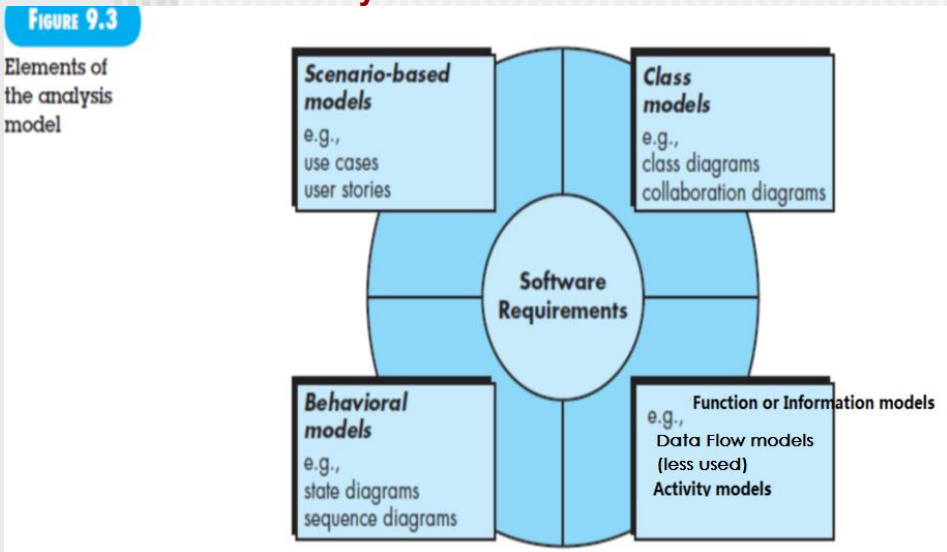 FIGURE 9.3
Elements of
the analysis
model
Scenario-based
models
e.g.,
use cases
user stories
Class
models
e.g.,
class diagrams
collaboration diagrams
Software
Requirements
Behavioral
models
e.g.,
state diagrams
sequence diagrams
Function or Information models
e.g.,
Data Flow models
(less used)
Activity models